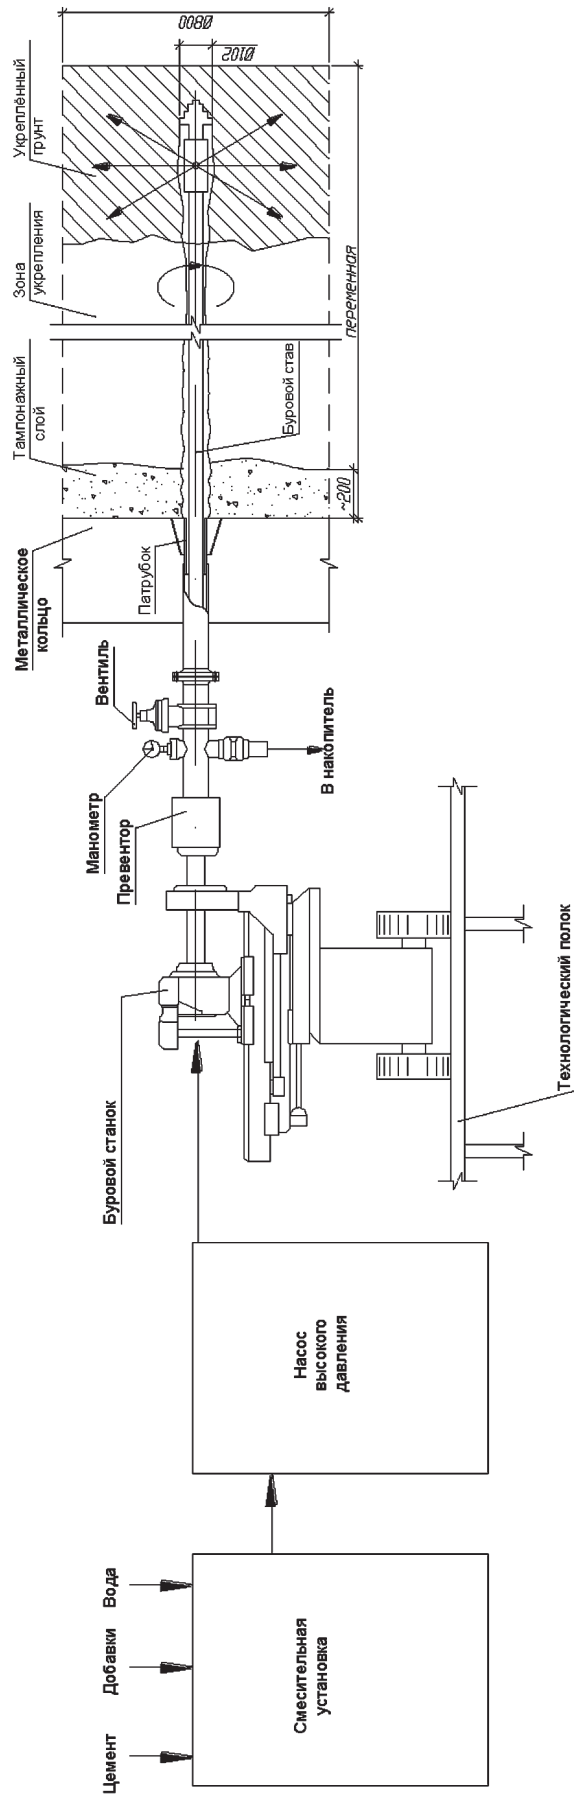 Цемент
Добавки
Вода
Смесительная
установка
Насос
высокого
давления
Буровой станок
Технологический полок
Превентор
Манометр
Вентиль
В накопитель
Металлическое
кольцо
Патрубок
Тампонажный
слой
Буровой став
Зона
укрепления
Укреплённый
грунт
~200
переменная
Ø102
Ø800